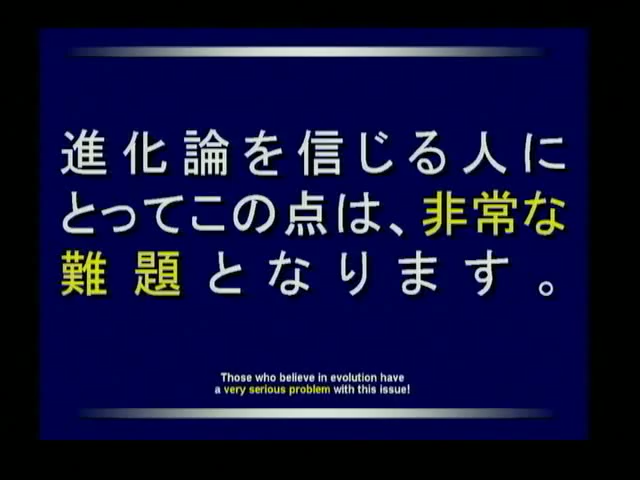 進化論を信じる人に
とってこの点は、非常な
難題となります。
Those who believe in evolution have
a very serious problem with this issue!